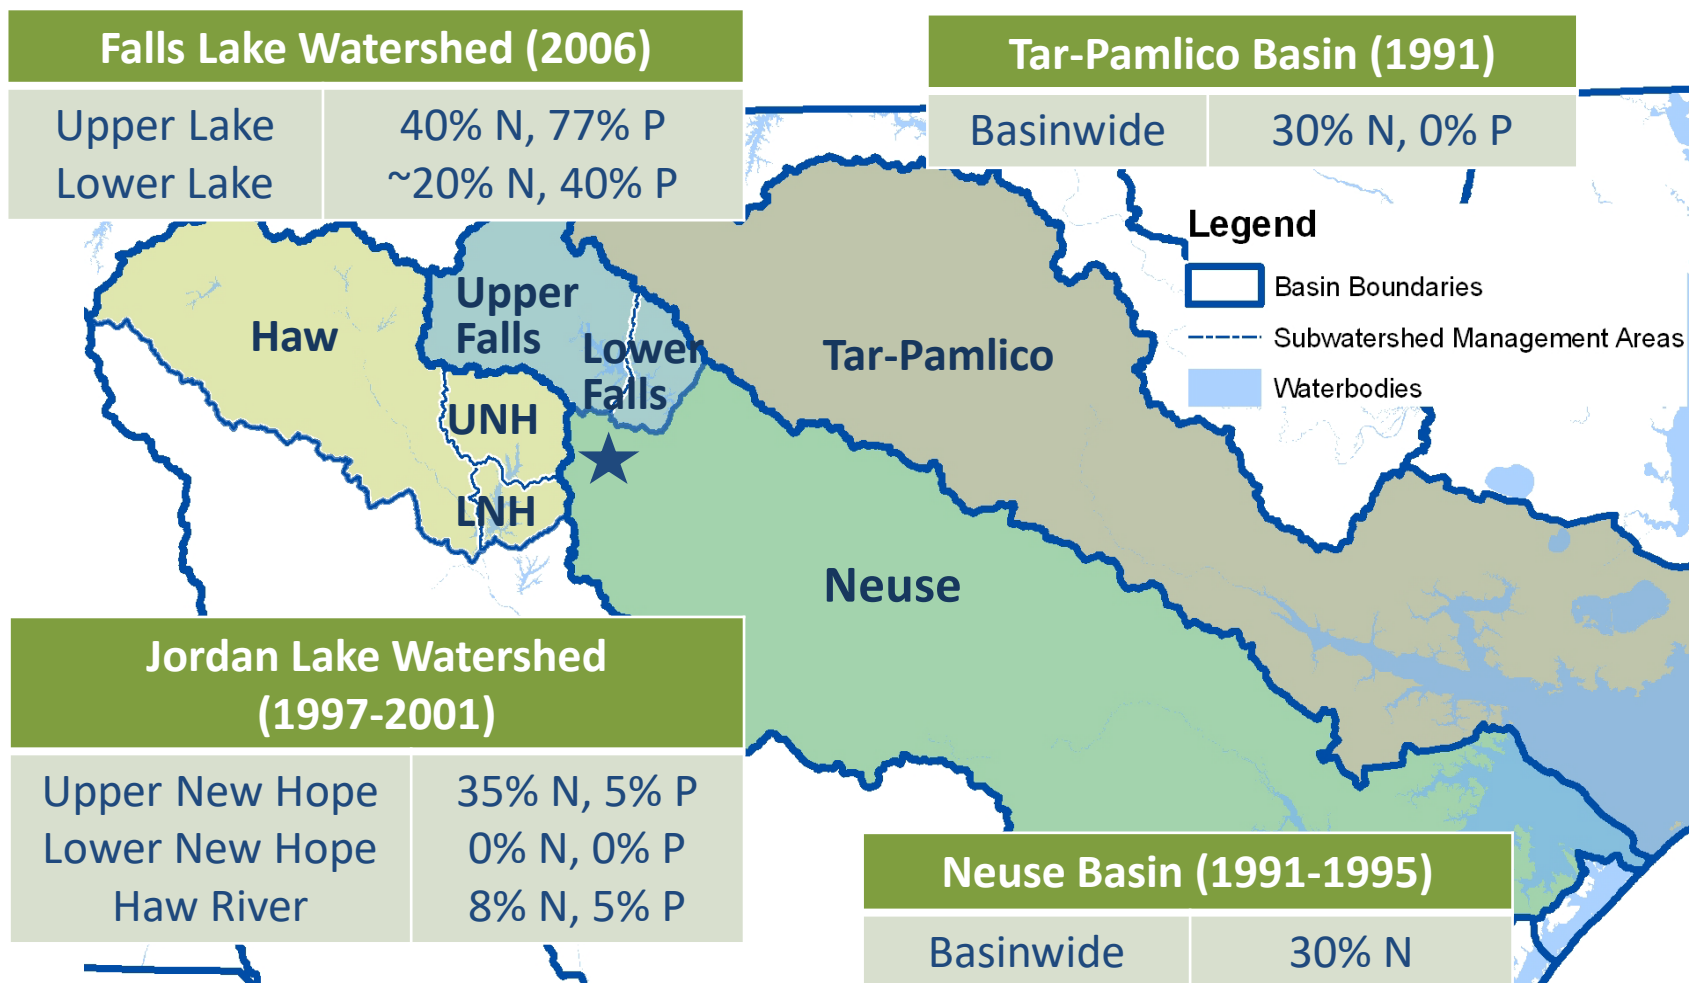 Falls Lake Watershed (2006)
Upper Lake 40% N, 77% P
Lower Lake ~20% N, 40% P
Tar-Pamlico Basin (1991)
Basinwide 30% N, 0% P
Legend
Basin Boundaries
Subwatershed Management Areas
Waterbodies
Haw
Upper
Falls
Lower
Falls
Tar-Pamlico
UNH
LNH
Neuse
Jordan Lake Watershed
(1997-2001)
Upper New Hope 35% N, 5% P
Lower New Hope 0% N, 0% P
Haw River 8% N, 5% P
Neuse Basin (1991-1995)
Basinwide 30% N